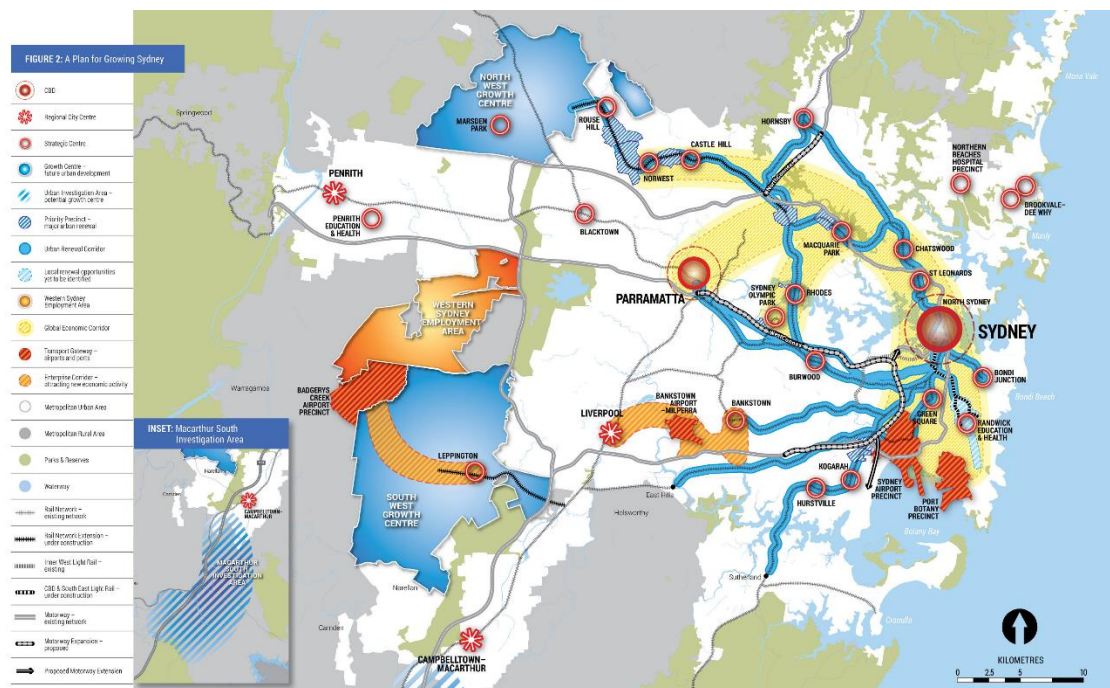 FIGURE 2: A Plan for Growing Sydney
CBD
Regional City Centre
Strategic Centre
Growth Centre –
future urban development
Urban Investigation Area –
potential growth centre
Priority Precinct –
major urban renewal
Urban Renewal Corridor
Local renewal opportunities
yet to be identified
Western Sydney
Employment Area
Global Economic Corridor
Transport Gateway –
airports and ports
Enterprise Corridor –
attracting new economic activity
Metropolitan Urban Area
Metropolitan Rural Area
Parks & Reserves
Waterway
Rail Network –
existing network
Rail Network Extension –
under construction
Inner West Light Rail –
existing
CBD & South East Light Rail –
under construction
Motorway –
existing network
Motorway Expansion –
proposed
Proposed Motorway Extension
INSET: Macarthur South
Investigation Area
Narellan
Camden
CAMPBELLTOWN–
MACARTHUR
MACARTHUR
SOUTH
INVESTIGATION
AREA
Springwood
NORTH
WEST
GROWTH
CENTRE
MARSDEN
PARK
ROUSE
HILL
CASTLE HILL
NORWEST
HORNSBY
NorthConnex
Mona Vale
NORTHERN
BEACHES
HOSPITAL
PRECINCT
BROOKVALE–
DEE WHY
Manly
PENRITH
PENRITH
EDUCATION
& HEALTH
BLACKTOWN
MACQUARIE
PARK
CHATSWOOD
ST LEONARDS
NORTH SYDNEY
SYDNEY
PARRAMATTA
SYDNEY
OLYMPIC
PARK
RHODES
WestConnex
BURWOOD
BONDI
JUNCTION
Bondi Beach
WESTERN
SYDNEY
EMPLOYMENT
AREA
Warragamba
BADGERYS
CREEK
AIRPORT
PRECINCT
LIVERPOOL
BANKSTOWN
AIRPORT
–MILPERRA
BANKSTOWN
GREEN
SQUARE
RANDWICK
EDUCATION
& HEALTH
LEPPINGTON
SOUTH
WEST
GROWTH
CENTRE
East Hills
Holsworthy
KOGARAH
HURSTVILLE
SYDNEY
AIRPORT
PRECINCT
PORT
BOTANY
PRECINCT
Botany Bay
Sutherland
Cronulla
Narellan
Camden
CAMPBELLTOWN–
MACARTHUR
KILOMETRES
0 2.5 5 10